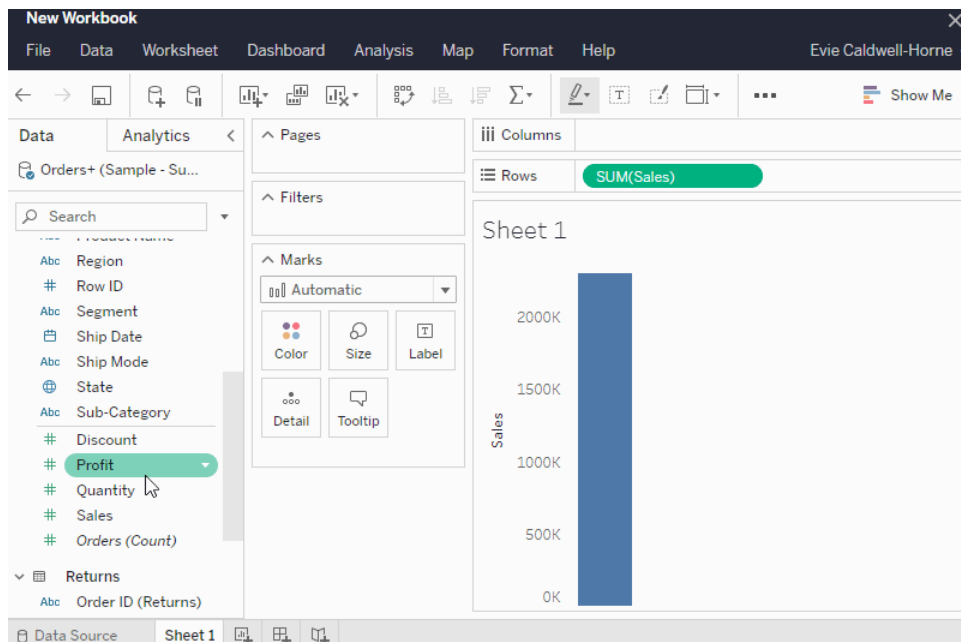 New Workbook
File Data Worksheet Dashboard Analysis Map Format Help Evie Caldwell-Horne
Show Me
Data Analytics
Orders+ (Sample - Su...
Search
Product Name
Abc Region
# Row ID
Abc Segment
Ship Date
Abc Ship Mode
State
Abc Sub-Category
# Discount
# Profit
# Quantity
# Sales
# Orders (Count)
Returns
Abc Order ID (Returns)
Pages
Filters
Marks
Automatic
Color Size T Label
Detail Tooltip
Columns
Rows SUM(Sales)
Sheet 1
2000K
1500K
1000K
500K
0K
Sales
Data Source Sheet 1